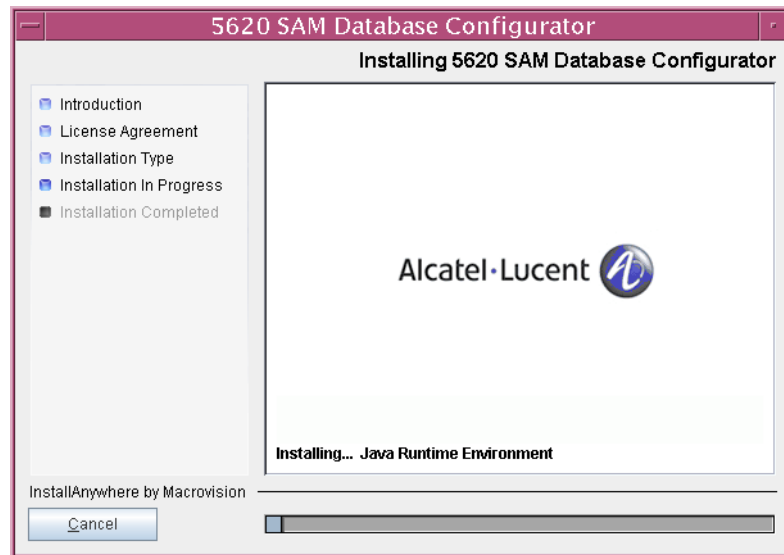 5620 SAM Database Configurator
Installing 5620 SAM Database Configurator
Introduction
License Agreement
Installation Type
Installation In Progress
Installation Completed
Alcatel·Lucent
Installing... Java Runtime Environment
InstallAnywhere by Macrovision
Cancel